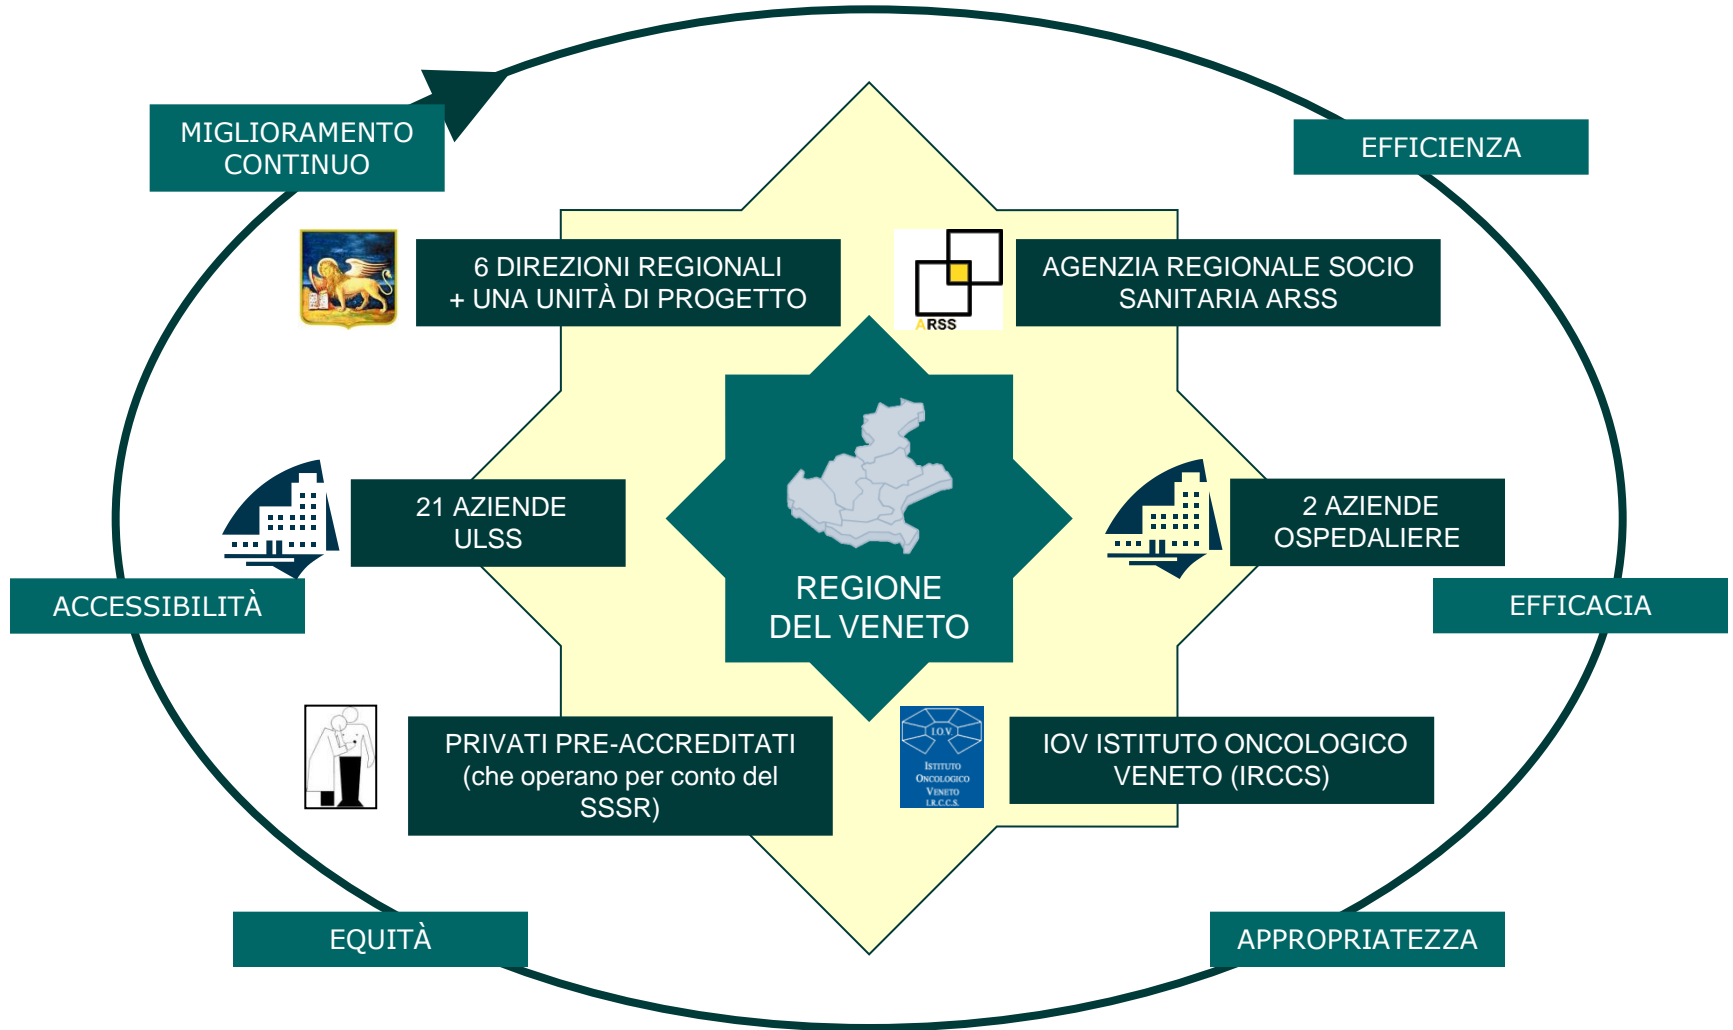 MIGLIORAMENTO
CONTINUO
EFFICIENZA
6 DIREZIONI REGIONALI
+ UNA UNITÀ DI PROGETTO
ARSS
AGENZIA REGIONALE SOCIO
SANITARIA ARSS
21 AZIENDE
ULSS
2 AZIENDE
OSPEDALIERE
REGIONE
DEL VENETO
ACCESSIBILITÀ
EFFICACIA
PRIVATI PRE-ACCREDITATI
(che operano per conto del
SSSR)
I.O.V.
ISTITUTO
ONCOLOGICO
VENETO
I.R.C.C.S.
IOV ISTITUTO ONCOLOGICO
VENETO (IRCCS)
EQUITÀ
APPROPRIATEZZA